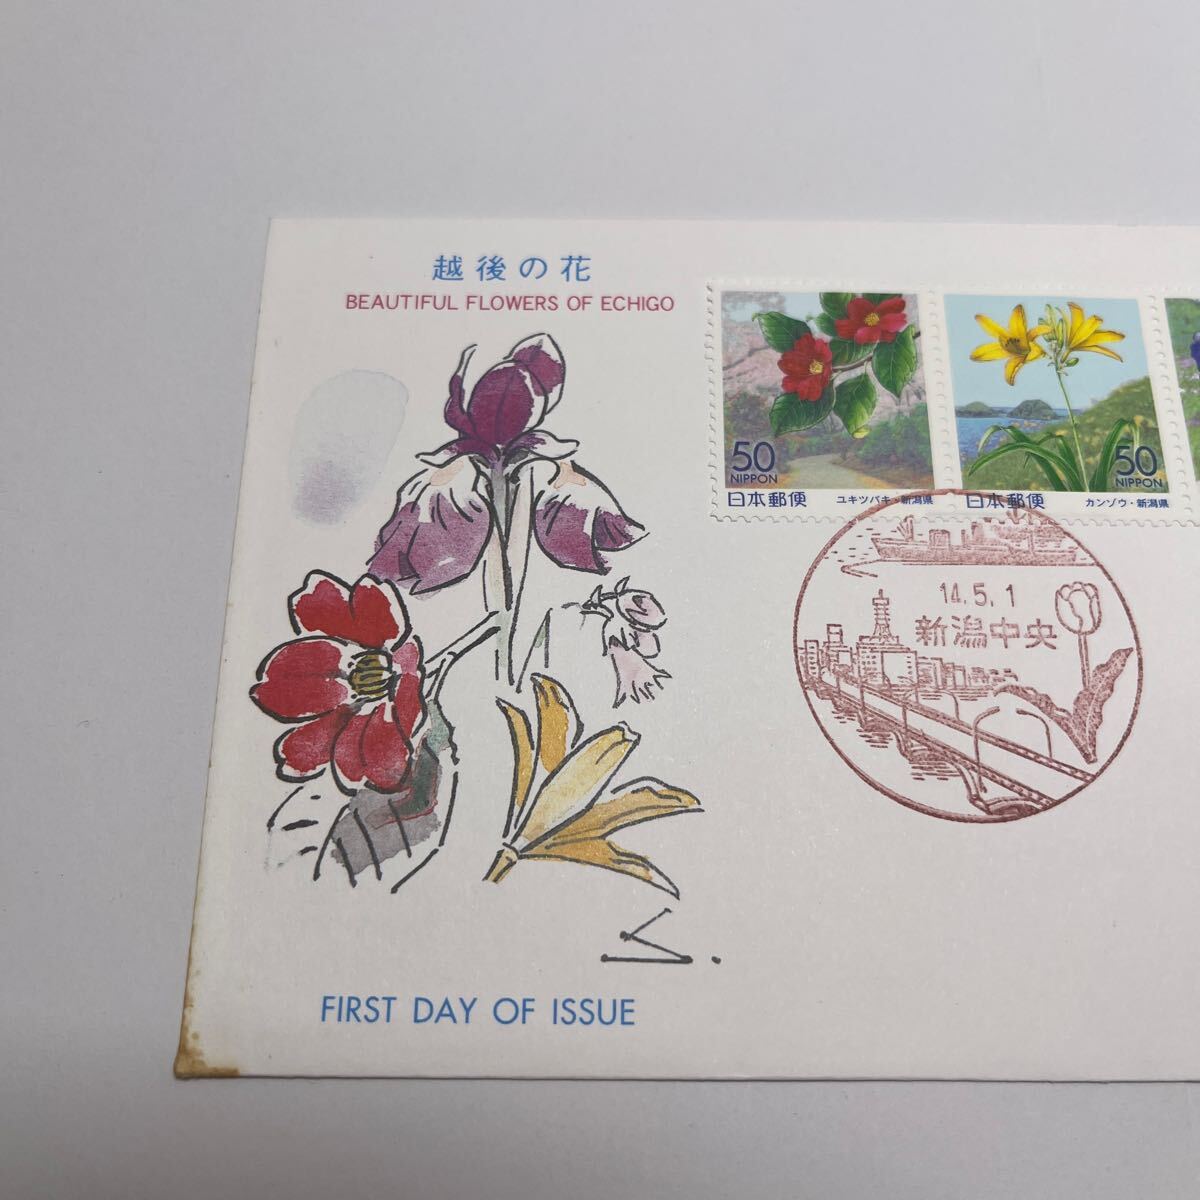 越後の花
BEAUTIFUL FLOWERS OF ECHIGO
50
NIPPON
日本郵便
ユキツバキ・新潟県
50
NIPPON
日本郵便
カンゾウ・新潟県
14.5.1
新潟中央
S.
FIRST DAY OF ISSUE